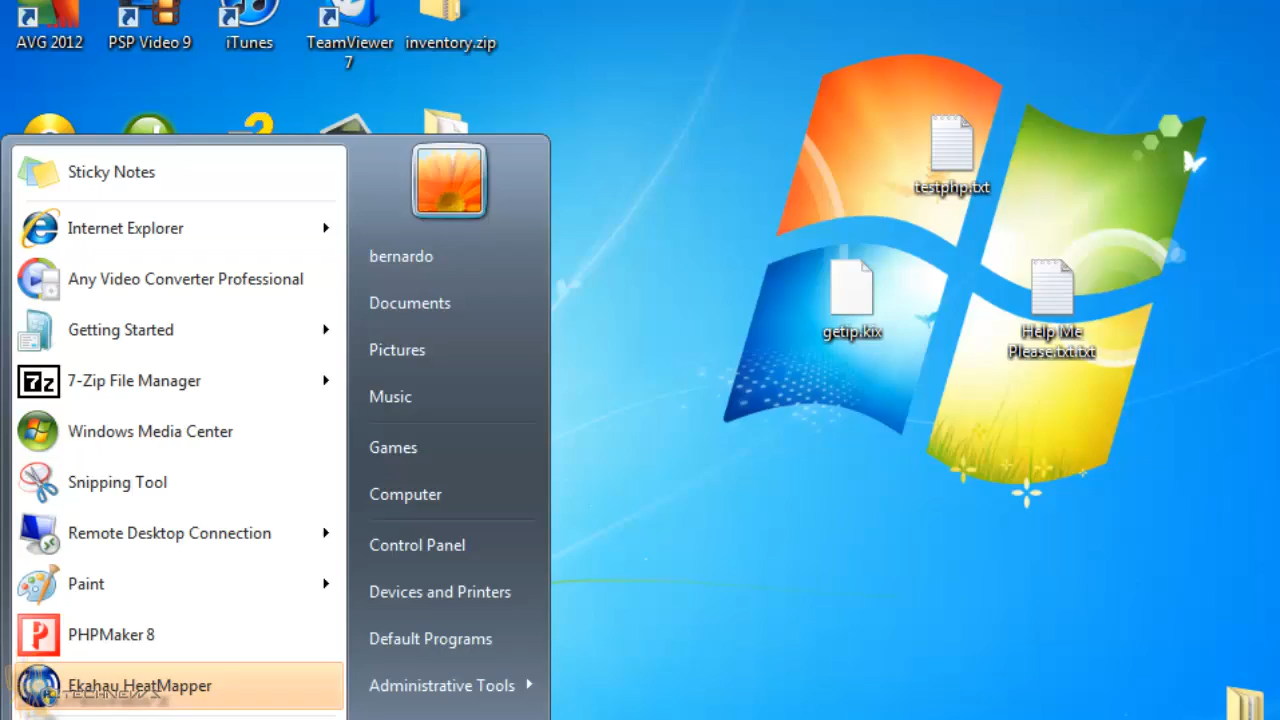 AVG 2012
PSP Video 9
iTunes
TeamViewer
7
inventory.zip
Sticky Notes
Internet Explorer
Any Video Converter Professional
Getting Started
7z
7-Zip File Manager
Windows Media Center
Snipping Tool
Remote Desktop Connection
Paint
P
PHPMaker 8
Ekahau HeatMapper
TECHNEWS
bernardo
Documents
Pictures
Music
Games
Computer
Control Panel
Devices and Printers
Default Programs
Administrative Tools
testphp.txt
getip.kix
Help Me
Please.txt.txt